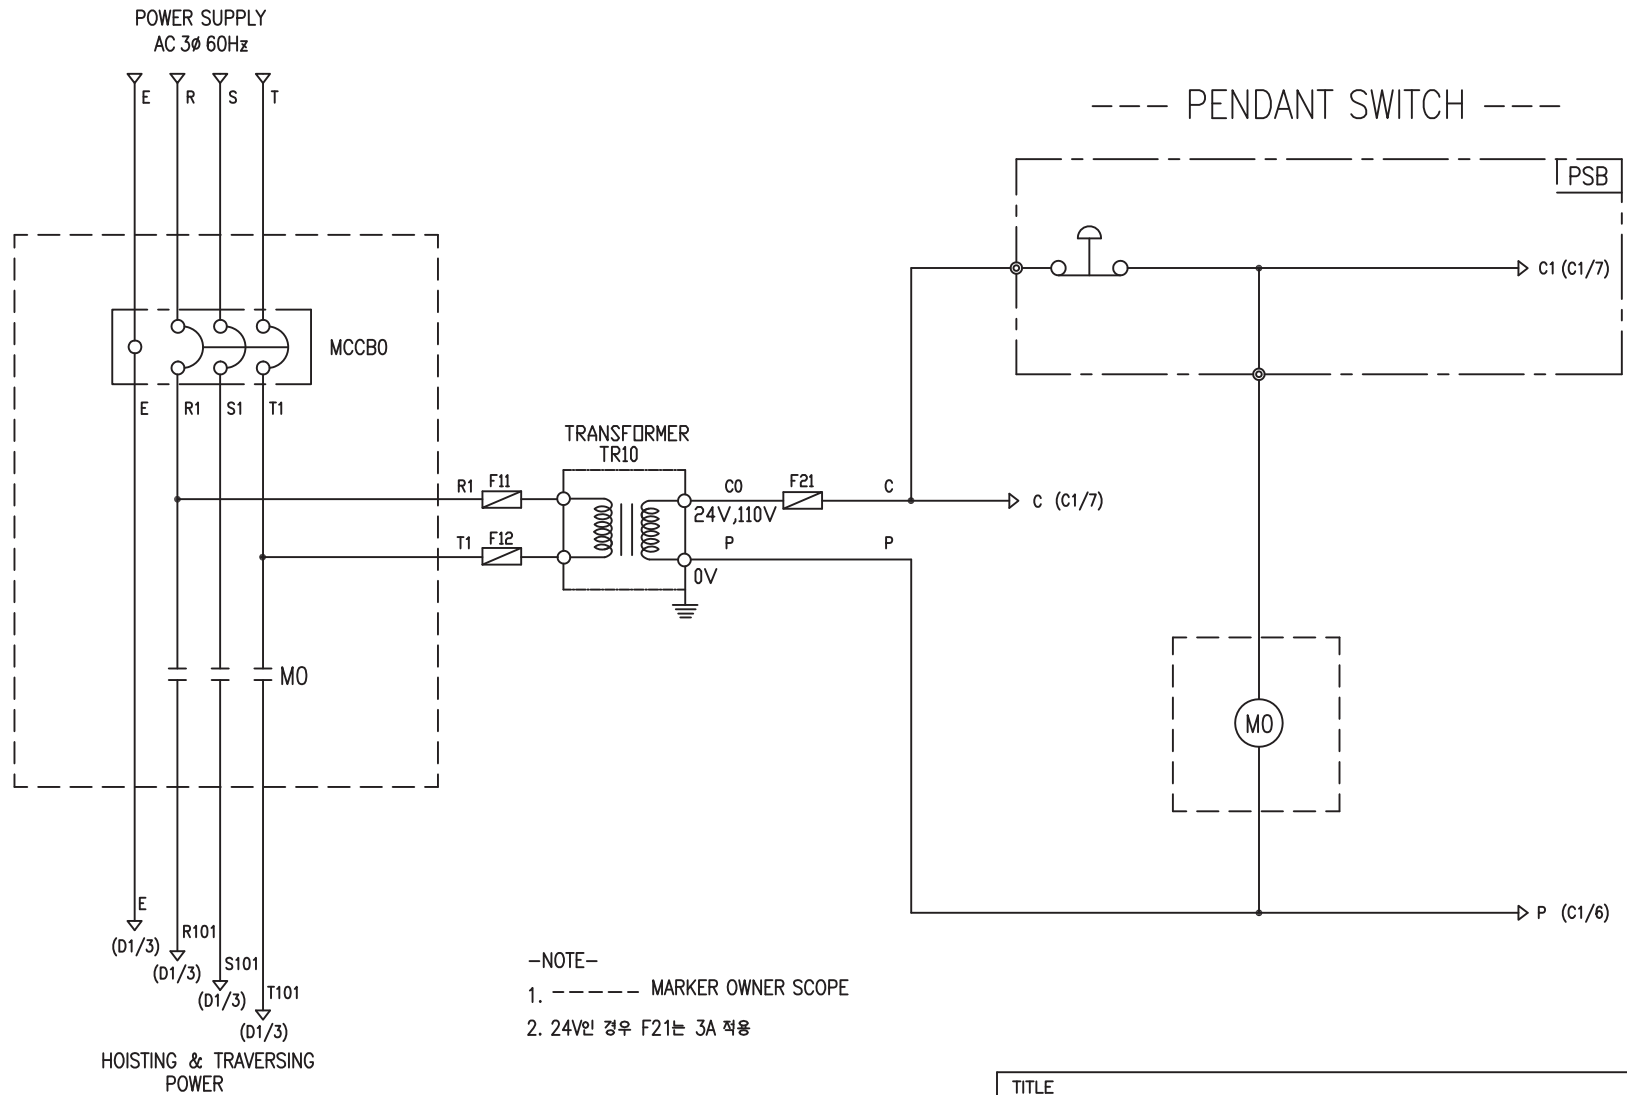 POWER SUPPLY
AC 3Ø 60Hz
E R S T
--- PENDANT SWITCH ---
PSB
C1 (C1/7)
MCCB0
E R1 S1 T1
TRANSFORMER
TR10
R1 F11
C0 F21 C
24V,110V
C (C1/7)
T1 F12
P P
0V
M0
M0
E
(D1/3)
R101
(D1/3)
S101
(D1/3)
T101
(D1/3)
P (C1/6)
HOISTING & TRAVERSING
POWER
-NOTE-
1. ------ MARKER OWNER SCOPE
2. 24V인 경우 F21는 3A 적용
TITLE